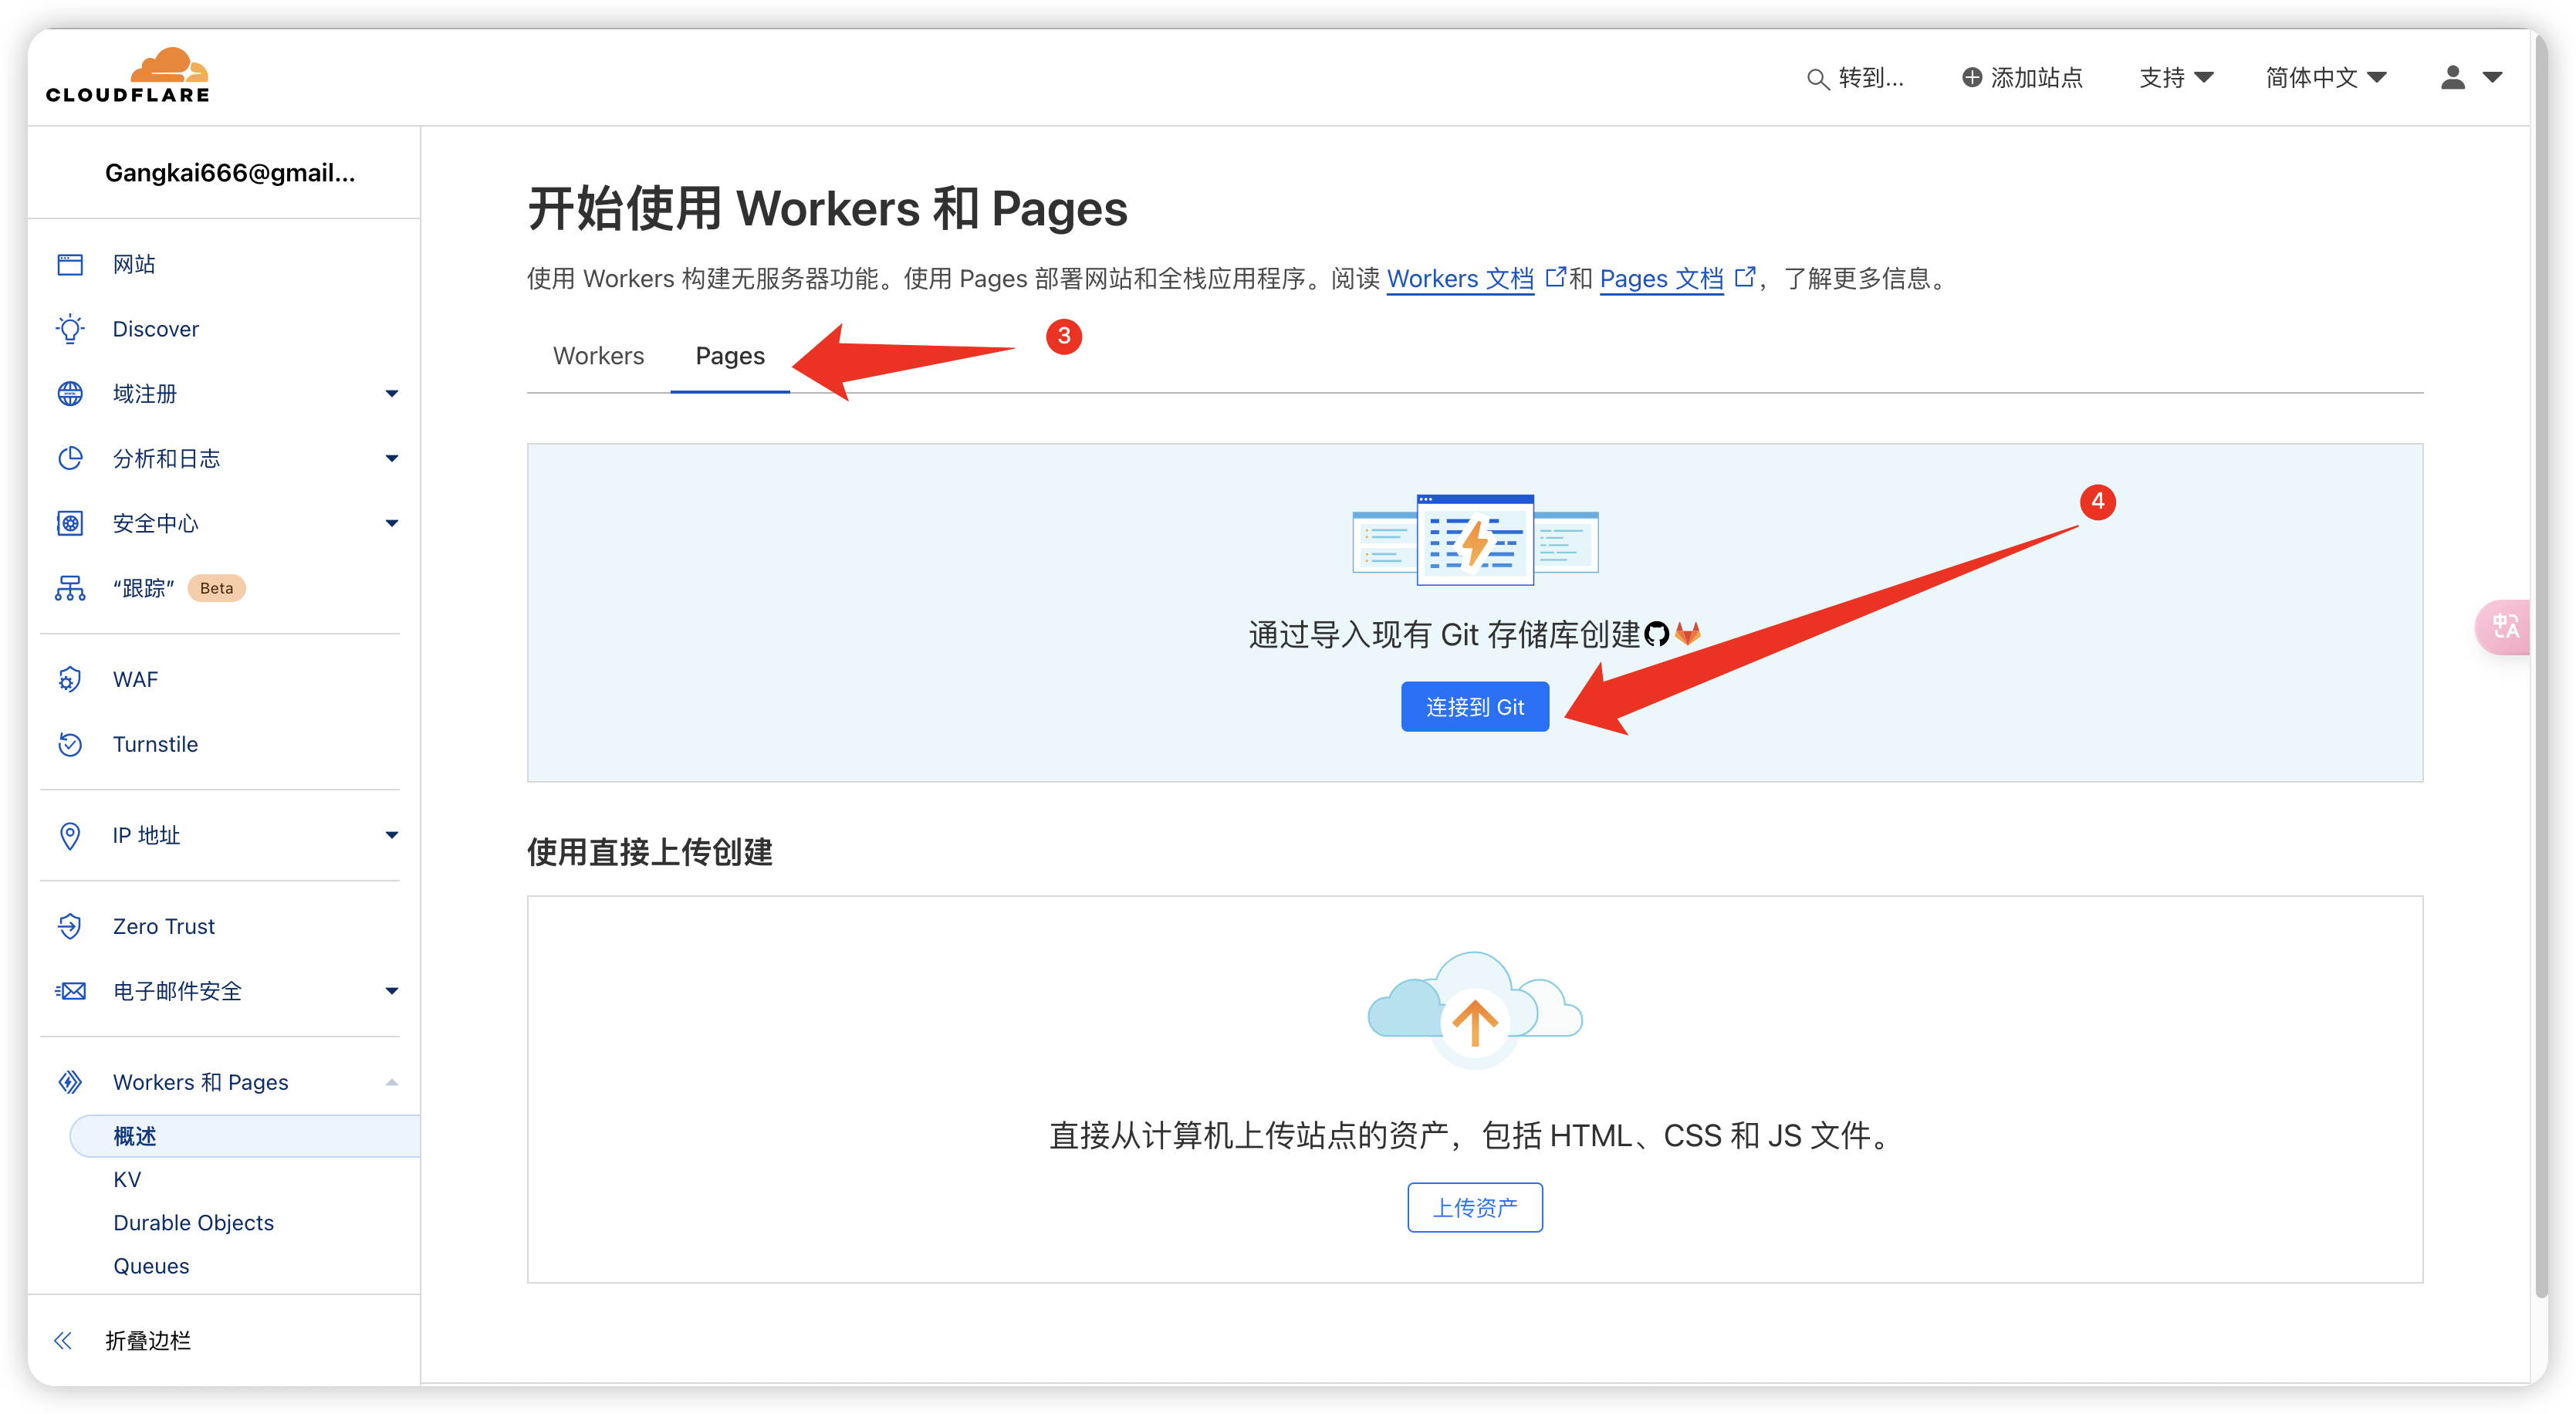 CLOUDFLARE
转到...
添加站点
支持
简体中文
Gangkai666@gmail...
网站
Discover
域注册
分析和日志
安全中心
“跟踪” Beta
WAF
Turnstile
IP 地址
Zero Trust
电子邮件安全
Workers 和 Pages
概述
KV
Durable Objects
Queues
折叠边栏
开始使用 Workers 和 Pages
使用 Workers 构建无服务器功能。使用 Pages 部署网站和全栈应用程序。阅读 Workers 文档 和 Pages 文档 ，了解更多信息。
Workers
Pages
3
4
通过导入现有 Git 存储库创建
连接到 Git
使用直接上传创建
直接从计算机上传站点的资产，包括 HTML、CSS 和 JS 文件。
上传资产
中A